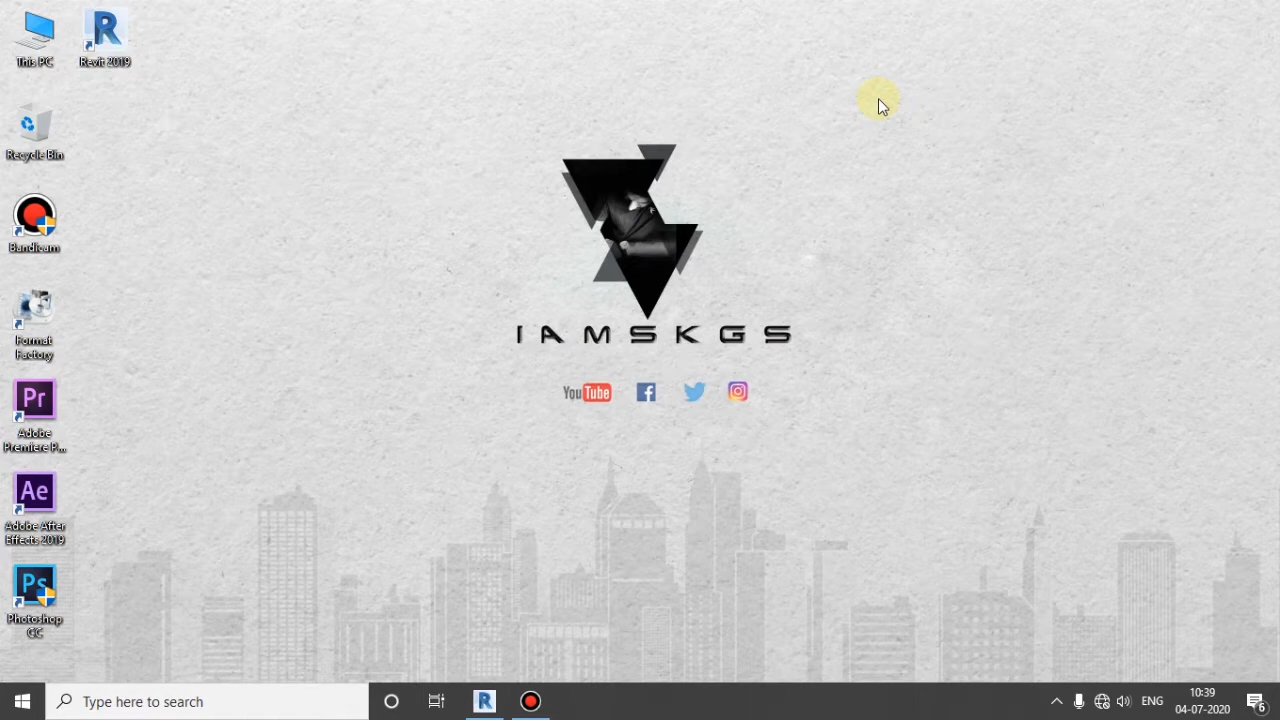 This PC
Revit 2019
Recycle Bin
Bandicam
Format
Factory
Pr
Adobe
Premiere P...
Ae
Adobe After
Effects 2019
Ps
Photoshop
CC
IAMSKGS
YouTube
Type here to search
ENG
10:39
04-07-2020
6